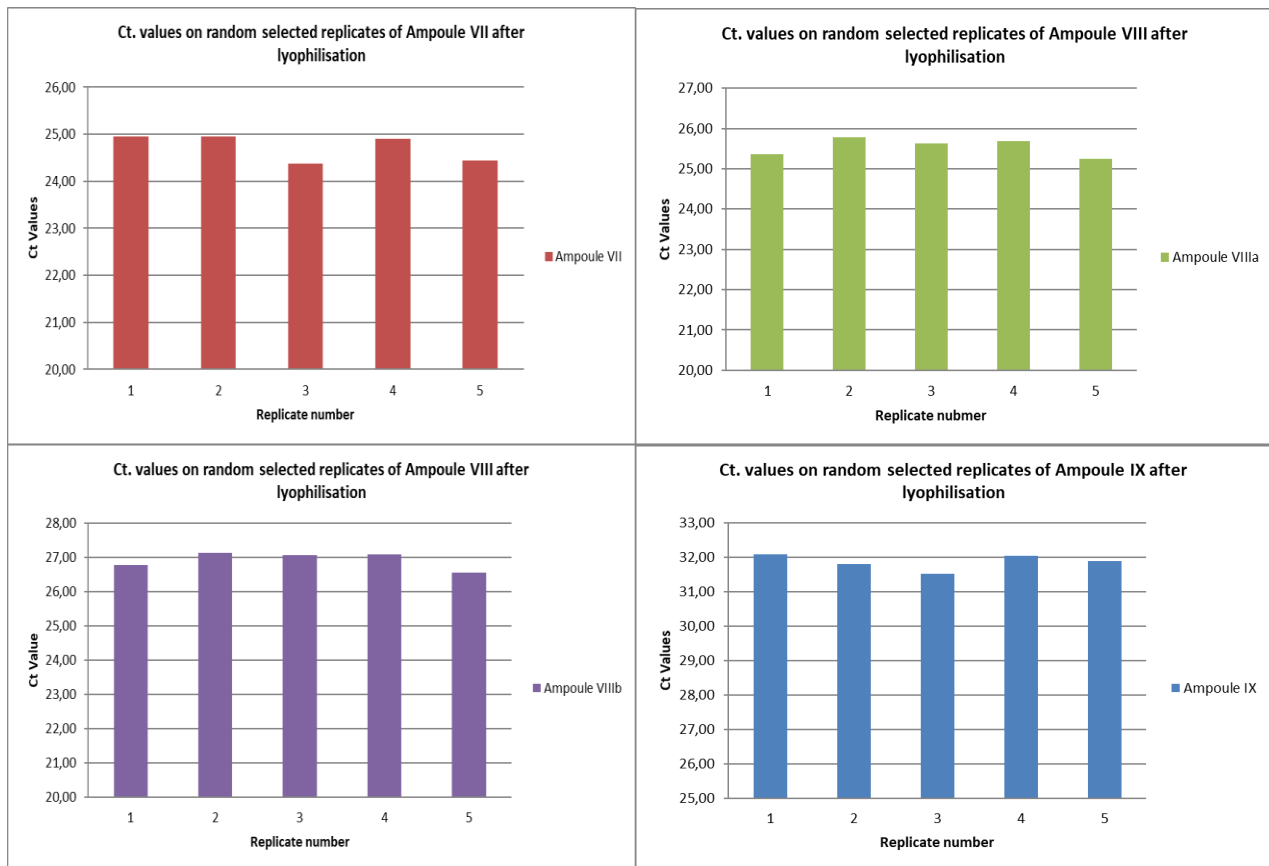 Ct. values on random selected replicates of Ampoule VII after
lyophilisation
26,00
25,00
24,00
23,00
22,00
21,00
20,00
Ct Values
1 2 3 4 5
Replicate number
Ampoule VII
Ct. values on random selected replicates of Ampoule VIII after
lyophilisation
27,00
26,00
25,00
24,00
23,00
22,00
21,00
20,00
Ct Values
1 2 3 4 5
Replicate nubmer
Ampoule VIIIa
Ct. values on random selected replicates of Ampoule VIII after
lyophilisation
28,00
27,00
26,00
25,00
24,00
23,00
22,00
21,00
20,00
Ct Value
1 2 3 4 5
Replicate number
Ampoule VIIIb
Ct. values on random selected replicates of Ampoule IX after
lyophilisation
33,00
32,00
31,00
30,00
29,00
28,00
27,00
26,00
25,00
Ct Values
1 2 3 4 5
Replicate number
Ampoule IX